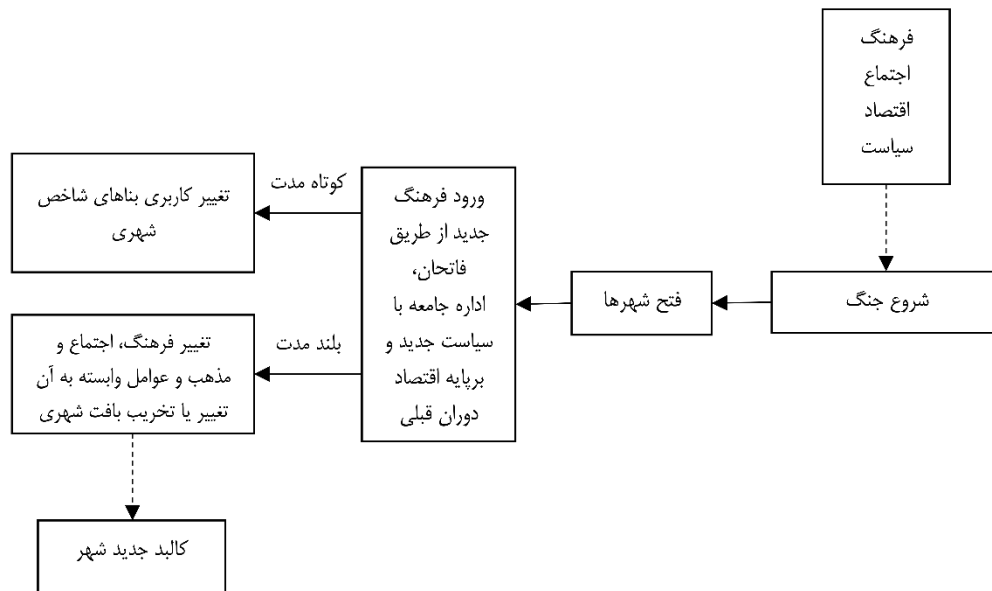 فرهنگ
اجتماع
اقتصاد
سیاست
شروع جنگ
فتح شهرها
ورود فرهنگ
جدید از طریق
فاتحان،
اداره جامعه با
سیاست جدید و
برپایه اقتصاد
دوران قبلی
کوتاه مدت
تغییر کاربری بناهای شاخص
شهری
بلند مدت
تغییر فرهنگ، اجتماع و
مذهب و عوامل وابسته به آن
تغییر یا تخریب بافت شهری
کالبد جدید شهر